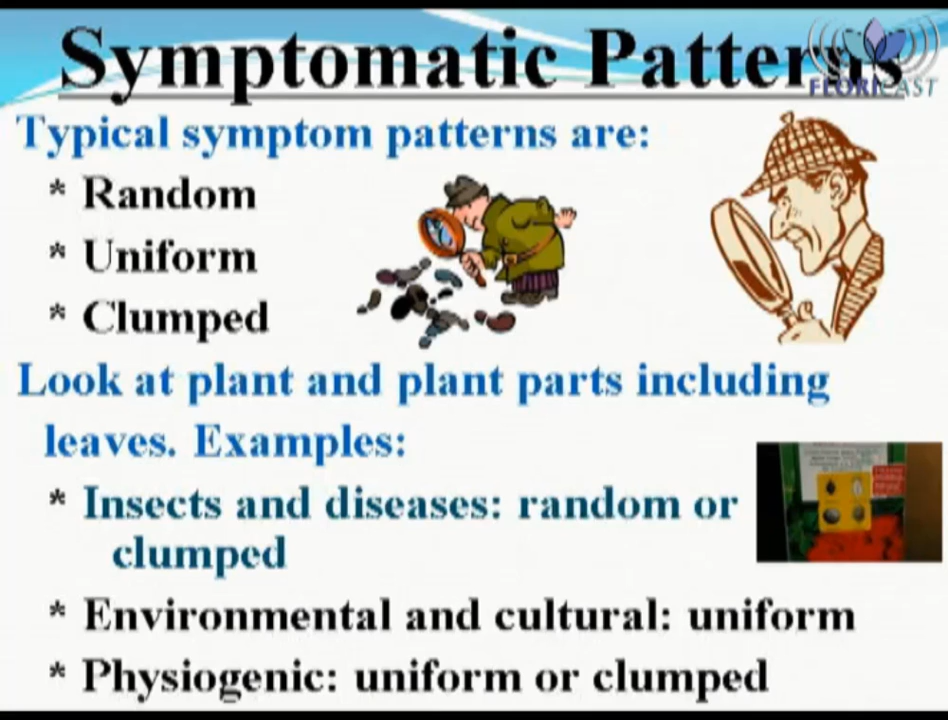 Symptomatic Patterns
FLORICAST
Typical symptom patterns are:
* Random
* Uniform
* Clumped
Look at plant and plant parts including
leaves. Examples:
* Insects and diseases: random or
clumped
* Environmental and cultural: uniform
* Physiogenic: uniform or clumped